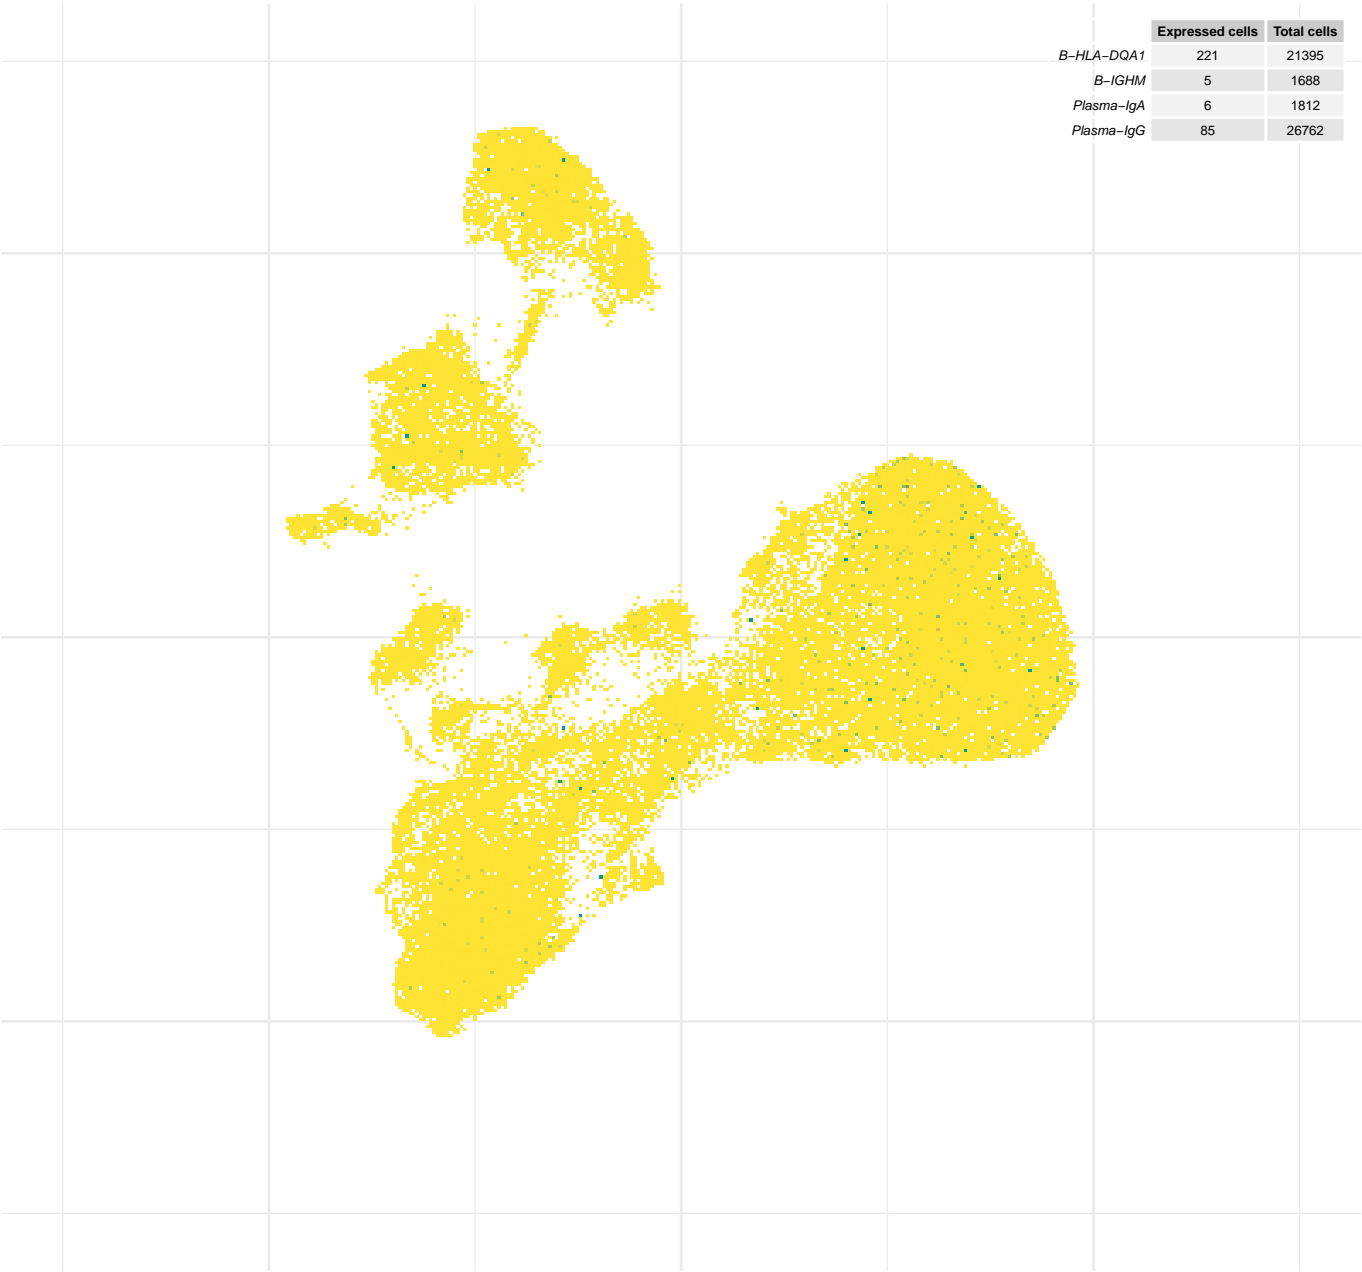 Expressed cells Total cells
B−HLA−DQA1 221 21395
B−IGHM 5 1688
Plasma−IgA 6 1812
Plasma−IgG 85 26762